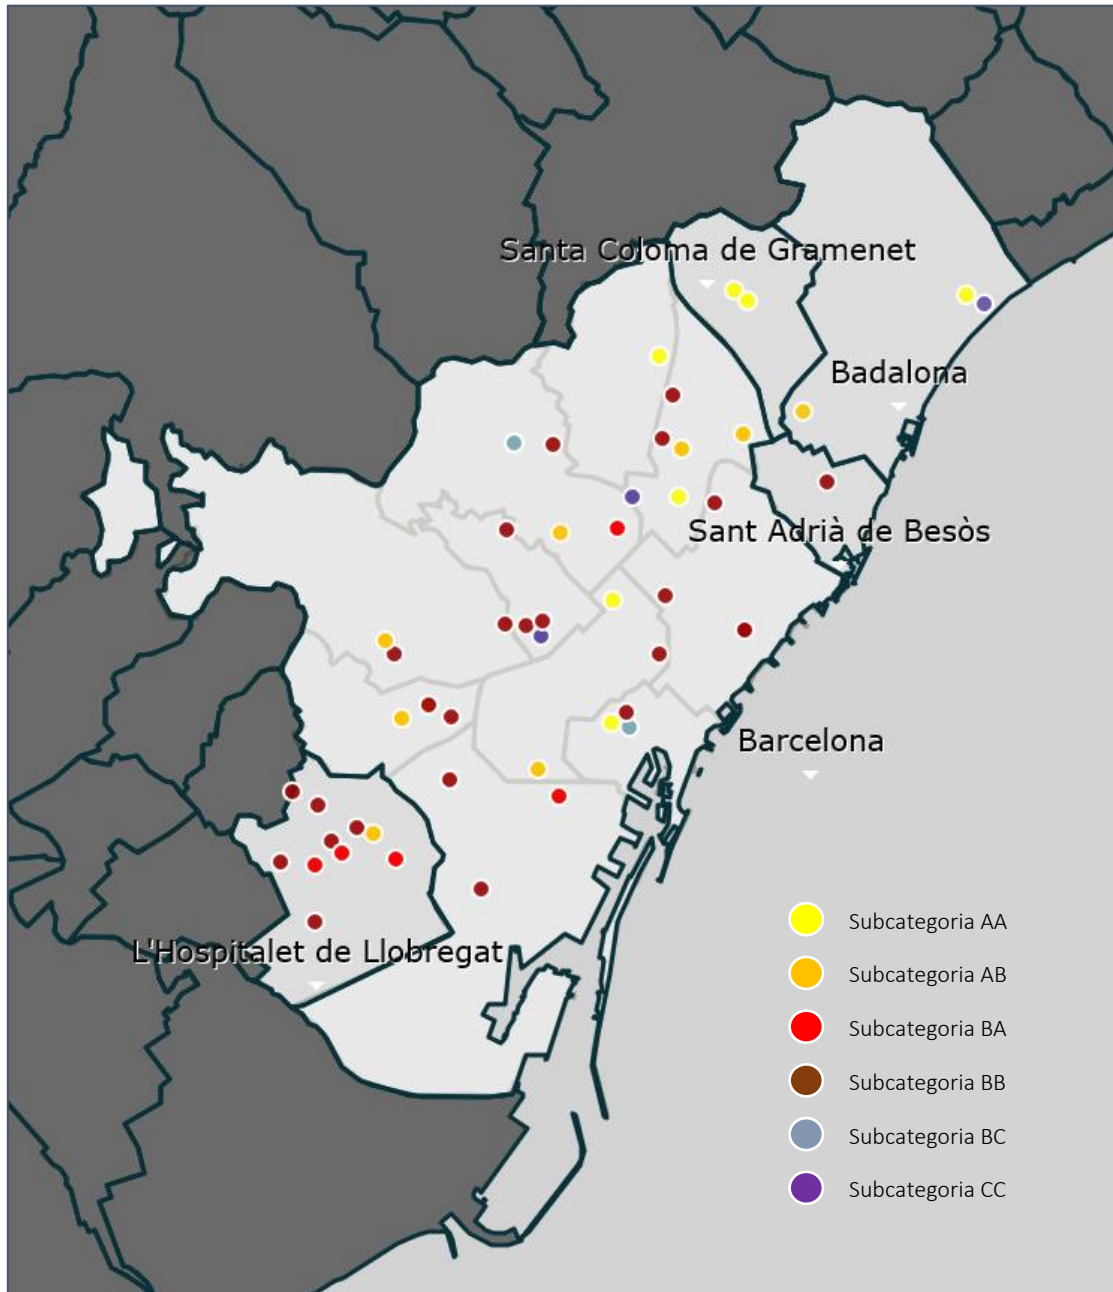 Santa Coloma de Gramenet
Badalona
Sant Adrià de Besòs
Barcelona
L'Hospitalet de Llobregat
Subcategoria AA
Subcategoria AB
Subcategoria BA
Subcategoria BB
Subcategoria BC
Subcategoria CC